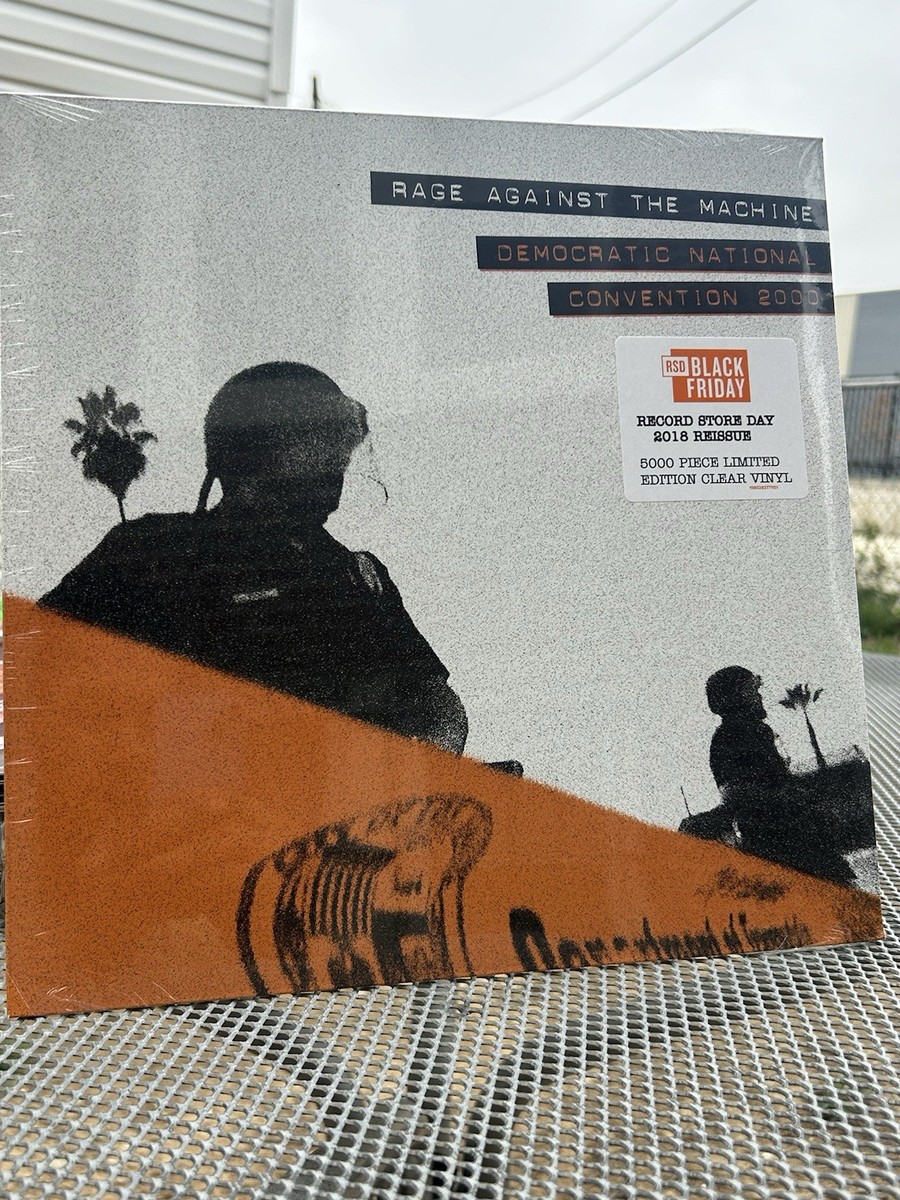 RAGE AGAINST THE MACHINE
DEMOCRATIC NATIONAL
CONVENTION 2000
RSD BLACK
FRIDAY
RECORD STORE DAY
2018 REISSUE
5000 PIECE LIMITED
EDITION CLEAR VINYL